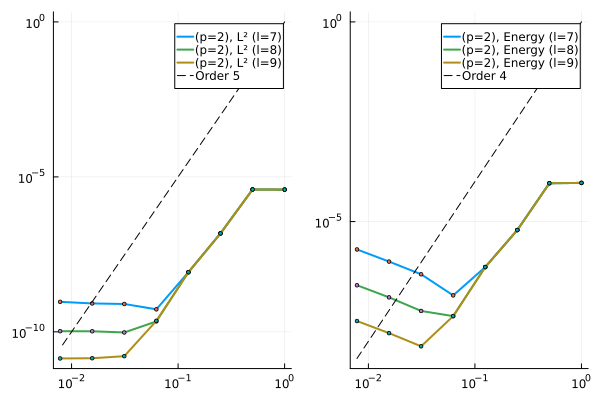 10⁰
(p=2), L² (l=7)
(p=2), L² (l=8)
(p=2), L² (l=9)
Order 5
10⁻⁵
10⁻¹⁰
10⁻² 10⁻¹ 10⁰
10⁰
(p=2), Energy (l=7)
(p=2), Energy (l=8)
(p=2), Energy (l=9)
Order 4
10⁻⁵
10⁻² 10⁻¹ 10⁰